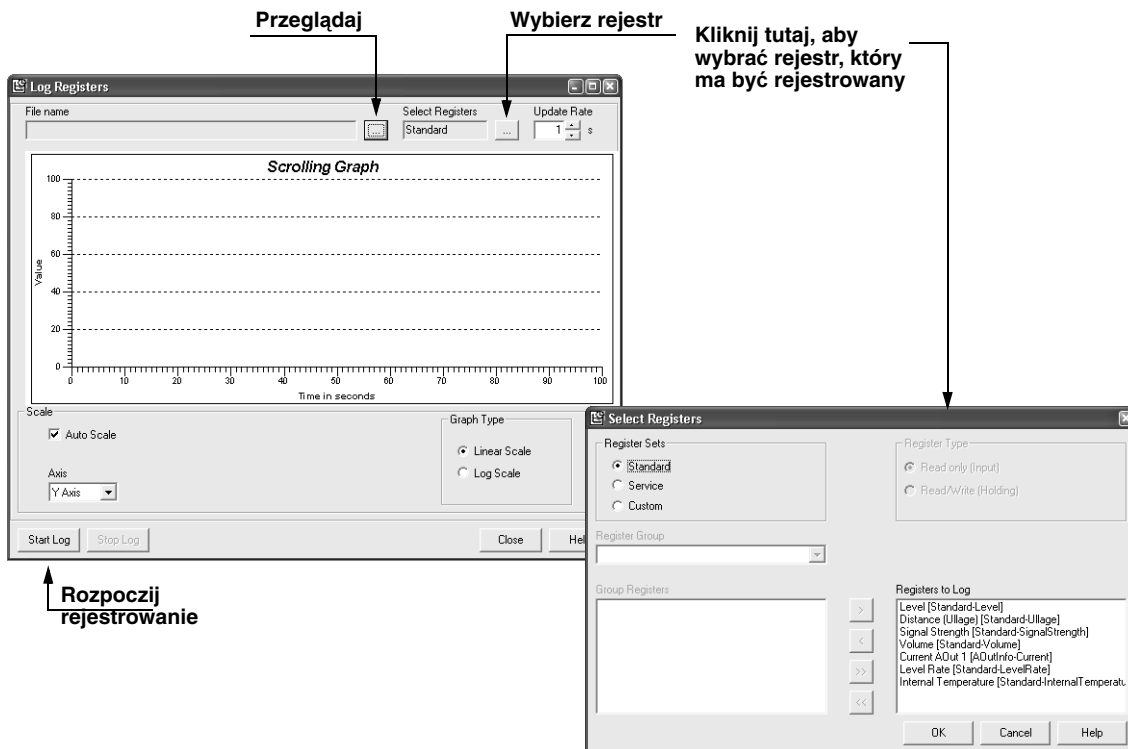 Przeglądaj
Wybierz rejestr
Kliknij tutaj, aby
wybrać rejestr, który
ma być rejestrowany
Log Registers
File name
Select Registers
Update Rate
...
Standard
...
1
s
Scrolling Graph
100
80
60
40
20
0
Value
0 10 20 30 40 50 60 70 80 90 100
Time in seconds
Scale
Auto Scale
Axis
Y Axis
Graph Type
Linear Scale
Log Scale
Start Log
Stop Log
Close
Hel
Rozpoczij
rejestrowanie
Select Registers
Register Sets
Standard
Service
Custom
Register Type
Read only (Input)
Read/Write (Holding)
Register Group
Group Registers
>
<
>>
<<
Registers to Log
Level [Standard-Level]
Distance (Ullage) [Standard-Ullage]
Signal Strength [Standard-SignalStrength]
Volume [Standard-Volume]
Current AOut 1 [AOutInfo-Current]
Level Rate [Standard-LevelRate]
Internal Temperature [Standard-InternalTemperatu
OK
Cancel
Help